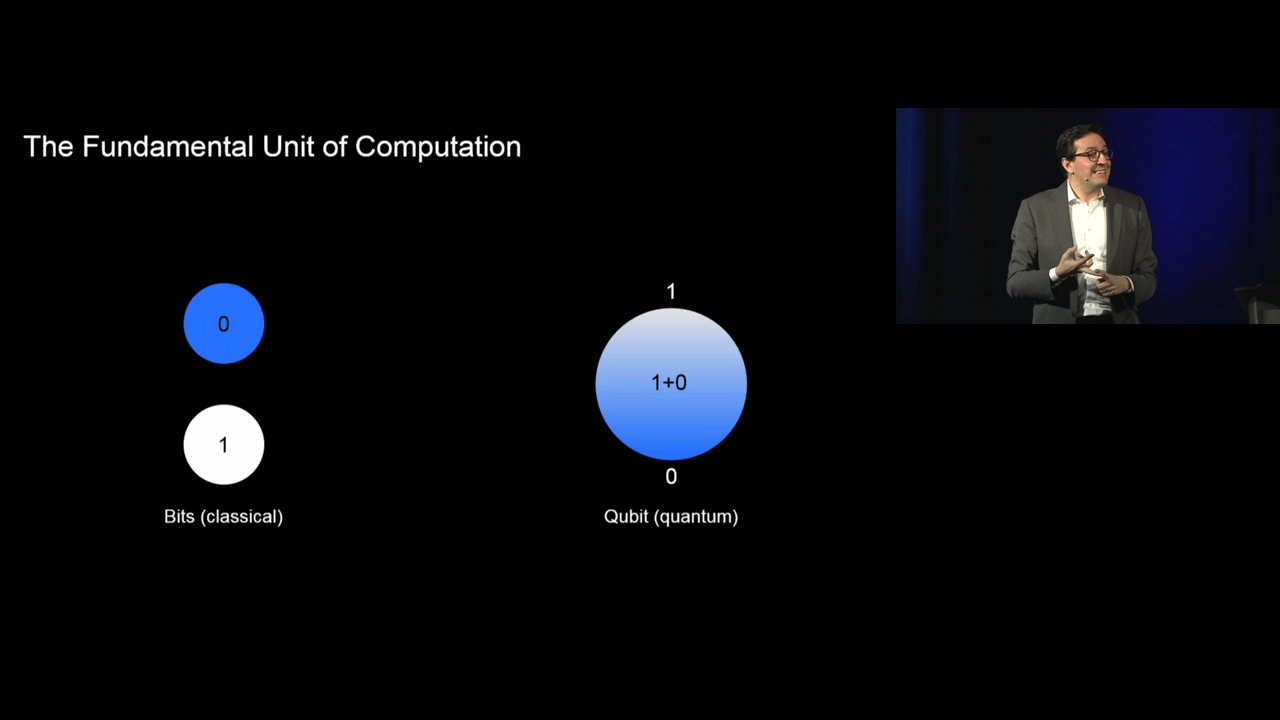 The Fundamental Unit of Computation
0
1
Bits (classical)
1
1+0
0
Qubit (quantum)